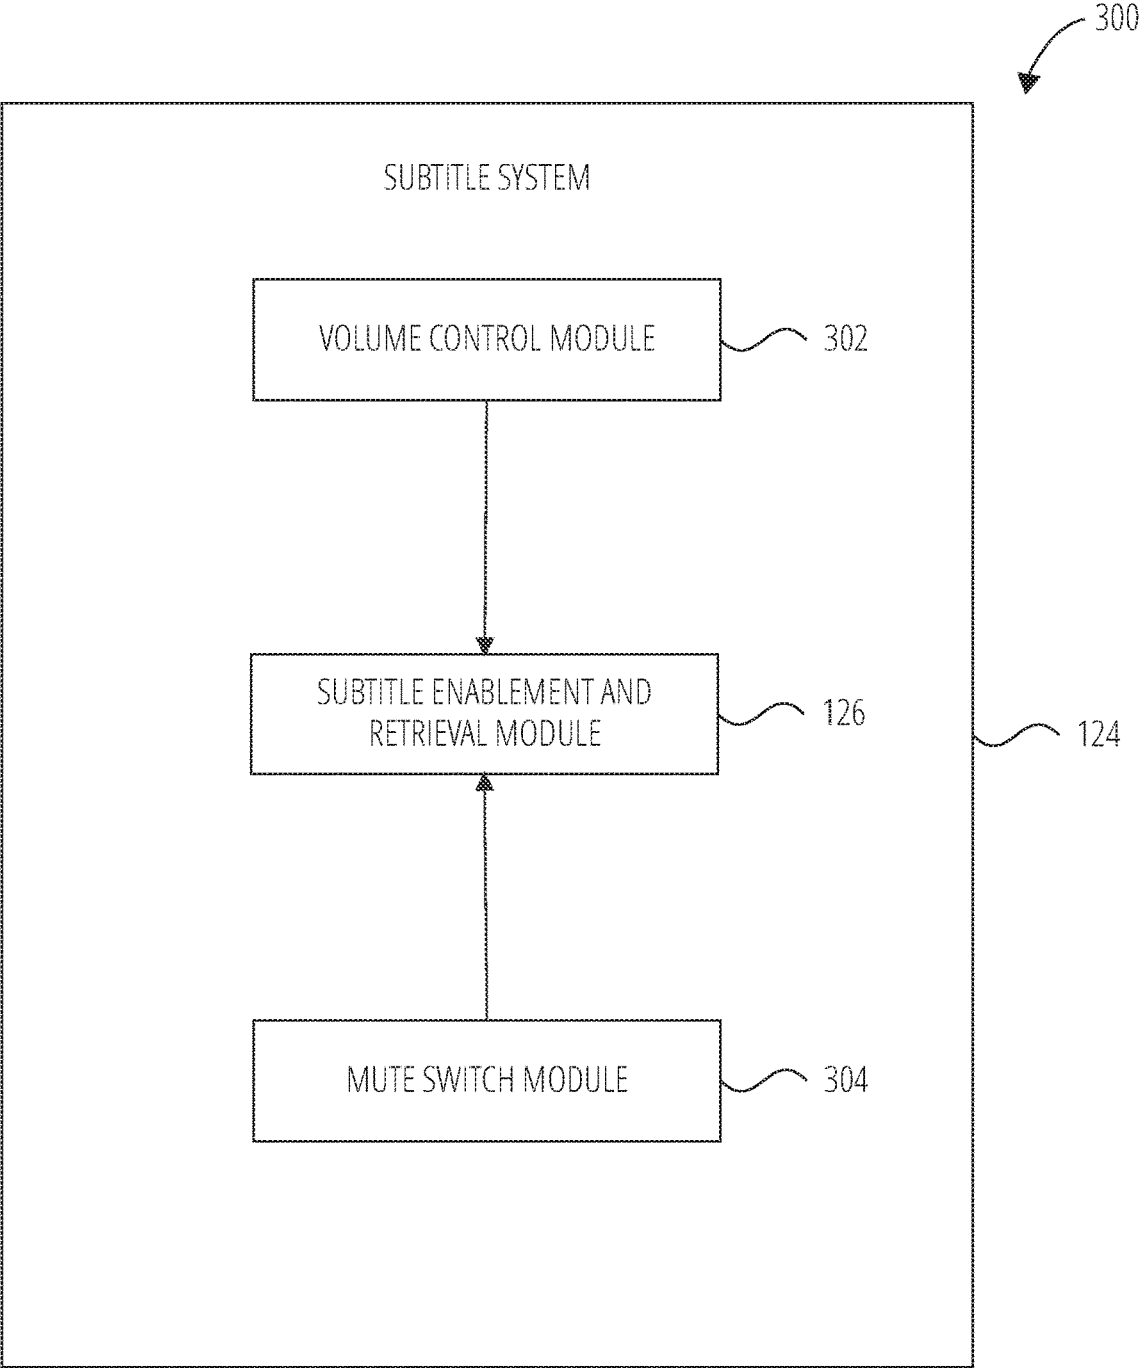 300
SUBTITLE SYSTEM
VOLUME CONTROL MODULE
302
SUBTITLE ENABLEMENT AND
RETRIEVAL MODULE
126
124
MUTE SWITCH MODULE
304